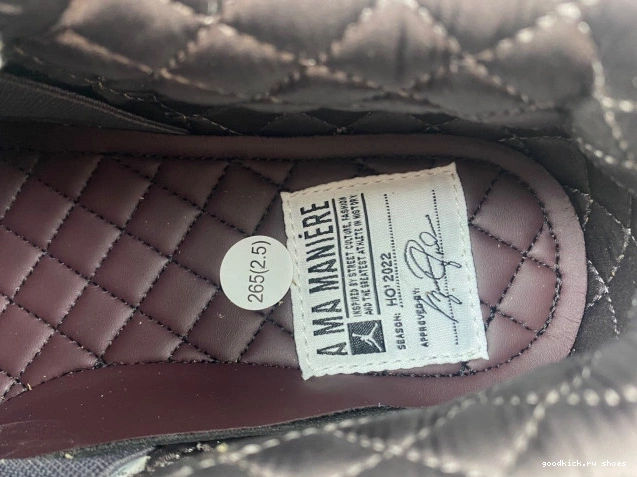 A MA MANIÉRE
INSPIRED BY STREET CULTURE, FASHION
AND THE GREATEST ATHLETE IN HISTORY
SEASON: HO'2022
APPROVED BY:
265(2.5)
goodkick.ru shoes